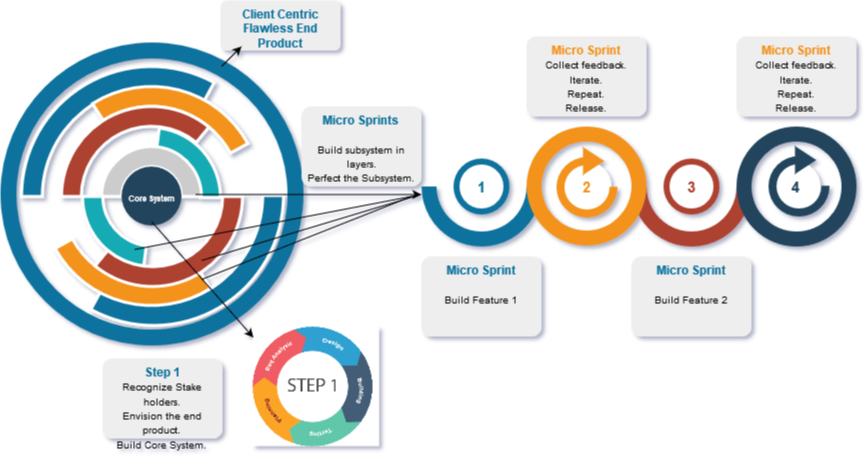 Client Centric
Flawless End
Product
Micro Sprints
Build subsystem in
layers.
Perfect the Subsystem.
Core System
Micro Sprint
Collect feedback.
Iterate.
Repeat.
Release.
Micro Sprint
Collect feedback.
Iterate.
Repeat.
Release.
1
2
3
4
Micro Sprint
Build Feature 1
Micro Sprint
Build Feature 2
Step 1
Recognize Stake
holders.
Envision the end
product.
Build Core System.
STEP 1
Req Analysis
Design
Building
Testing
Planning